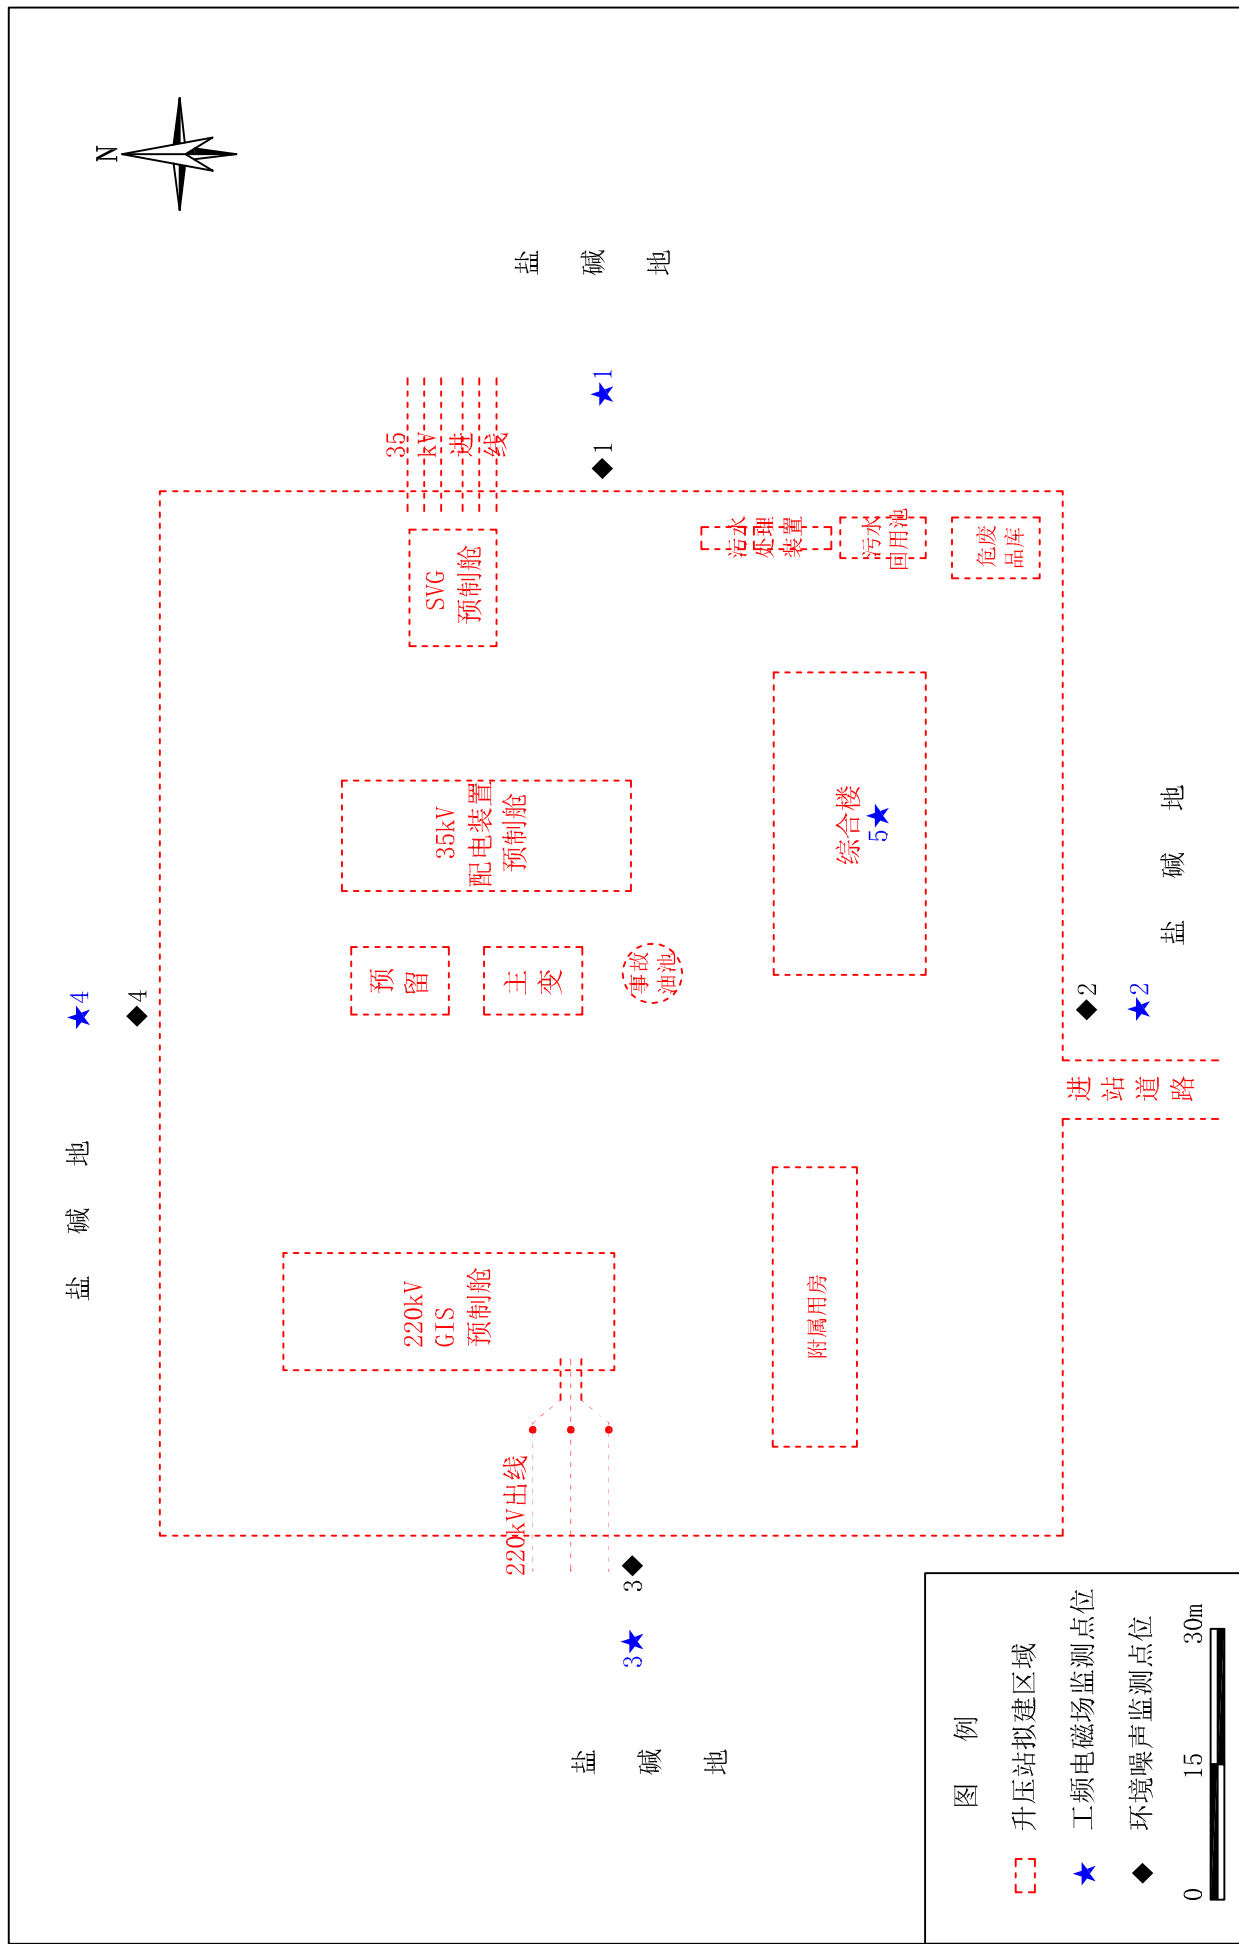 N
★4
◆4
盐 碱 地
盐 碱 地
35
kV
进
线
SVG
预制舱
◆1
★1
35kV
配电装置
预制舱
预
留
主
变
事故
油池
220kV
GIS
预制舱
220kV出线
3◆
3★
盐 碱 地
污水
处理
装置
污水
回用池
危废
品库
综合楼
5★
附属用房
进
站
道
路
◆2
★2
盐 碱 地
图 例
升压站拟建区域
★ 工频电磁场监测点位
◆ 环境噪声监测点位
0 15 30m